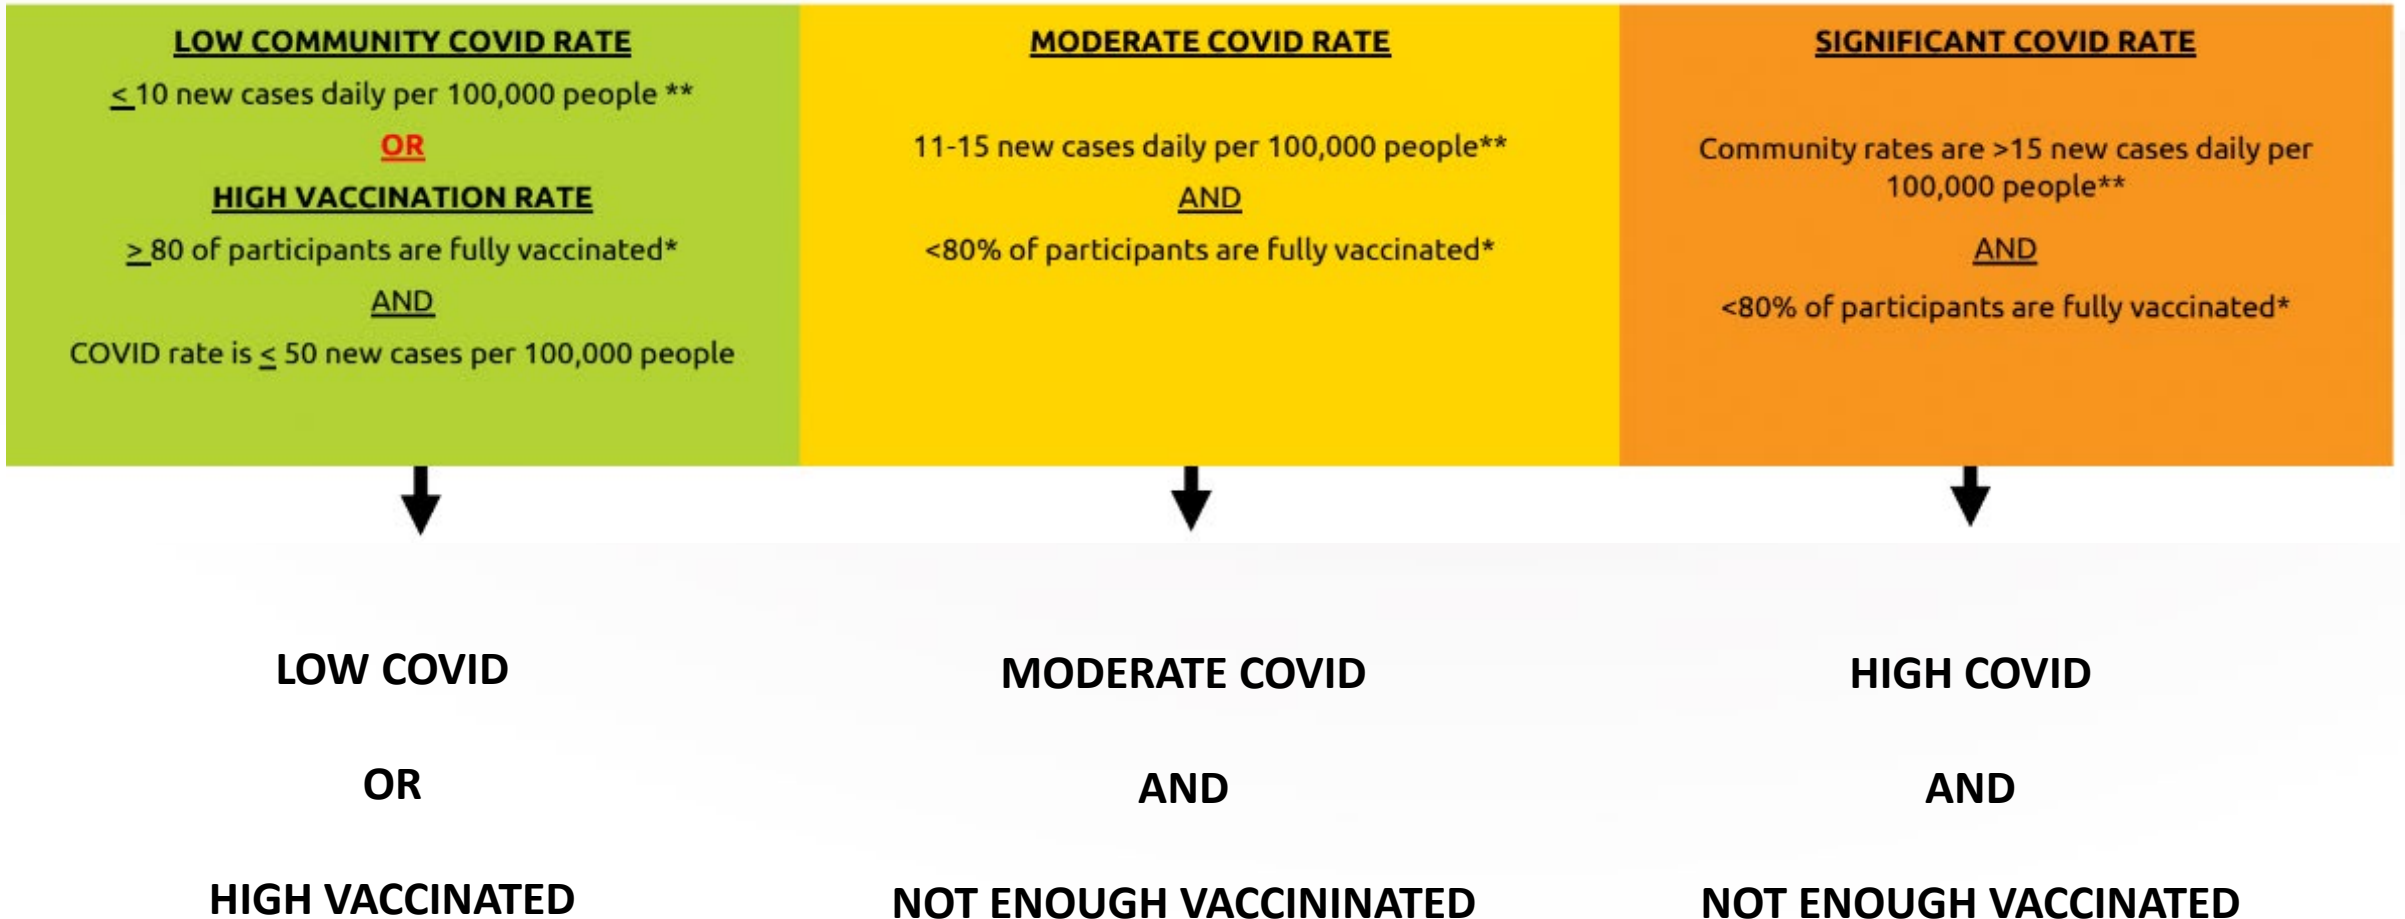 LOW COMMUNITY COVID RATE
≤ 10 new cases daily per 100,000 people **
OR
HIGH VACCINATION RATE
≥ 80 of participants are fully vaccinated*
AND
COVID rate is ≤ 50 new cases per 100,000 people
MODERATE COVID RATE
11-15 new cases daily per 100,000 people**
AND
<80% of participants are fully vaccinated*
SIGNIFICANT COVID RATE
Community rates are >15 new cases daily per
100,000 people**
AND
<80% of participants are fully vaccinated*
LOW COVID
OR
HIGH VACCINATED
MODERATE COVID
AND
NOT ENOUGH VACCININATED
HIGH COVID
AND
NOT ENOUGH VACCINATED